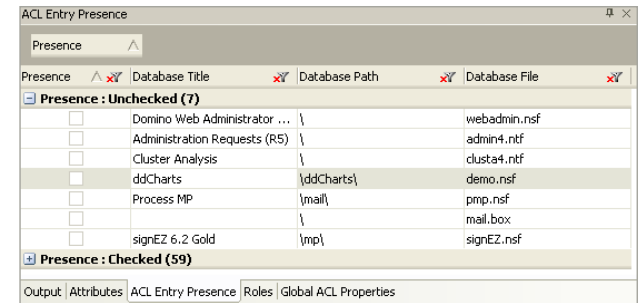 ACL Entry Presence
Presence
Presence Database Title Database Path Database File
Presence : Unchecked (7)
Domino Web Administrator ... \ webadmin.nsf
Administration Requests (R5) \ admin4.ntf
Cluster Analysis \ clusta4.ntf
ddCharts \ddCharts\ demo.nsf
Process MP \mail\ pmp.nsf
\ mail.box
signEZ 6.2 Gold \mp\ signEZ.nsf
Presence : Checked (59)
Output Attributes ACL Entry Presence Roles Global ACL Properties